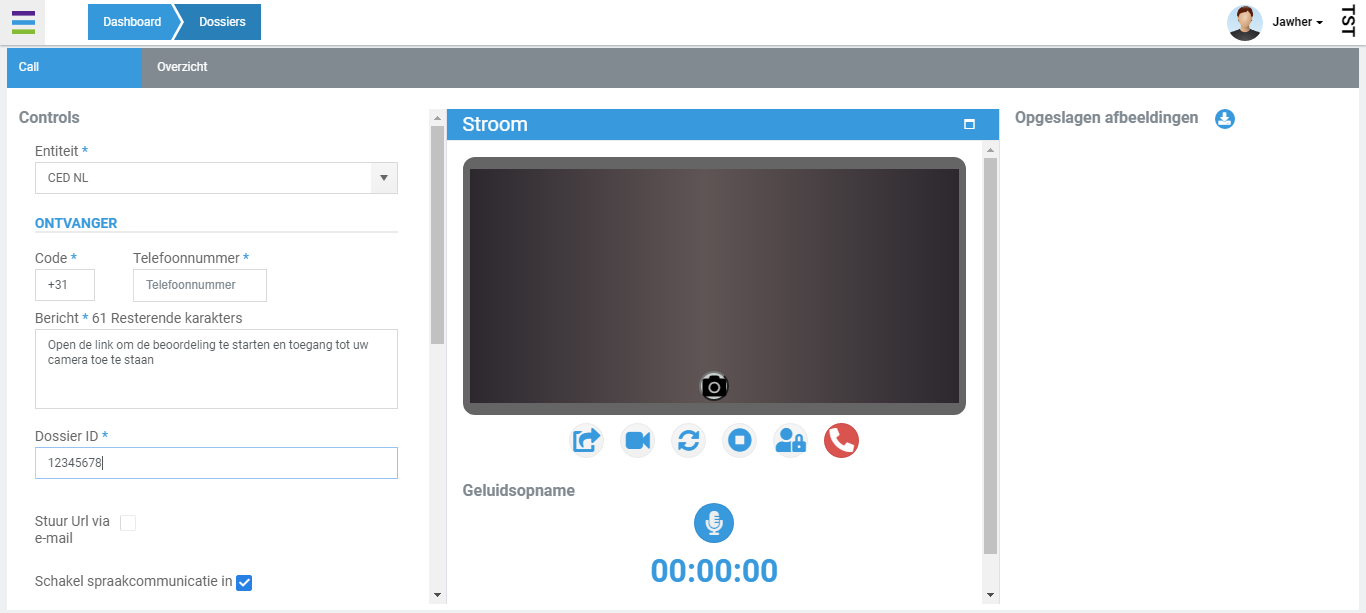 Dashboard
Dossiers
Jawher
TST
Call
Overzicht
Controls
Entiteit *
CED NL
ONTVANGER
Code *
Telefoonnummer *
+31
Telefoonnummer
Bericht * 61 Resterende karakters
Open de link om de beoordeling te starten en toegang tot uw
camera toe te staan
Dossier ID *
12345678
Stuur Url via
e-mail
Schakel spraakcommunicatie in
Stroom
Geluidsopname
00:00:00
Opgeslagen afbeeldingen